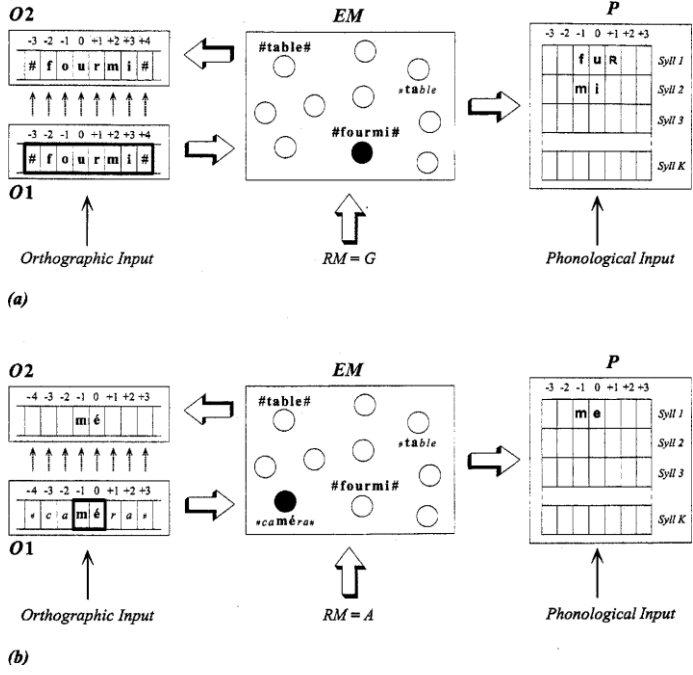 O2 EM P
-3 -2 -1 0 +1 +2 +3 +4
# f o u r m i #
#table#
#table
#fourmi#
-3 -2 -1 0 +1 +2 +3
f u R Syll 1
m i Syll 2
Syll 3
Syll K
-3 -2 -1 0 +1 +2 +3 +4
# f o u r m i #
O1
Orthographic Input RM = G Phonological Input
(a)
O2 EM P
-4 -3 -2 -1 0 +1 +2 +3
m é
#table#
#table
#fourmi#
#caméra#
-3 -2 -1 0 +1 +2 +3
m e Syll 1
Syll 2
Syll 3
Syll K
-4 -3 -2 -1 0 +1 +2 +3
# c a m é r a #
O1
Orthographic Input RM = A Phonological Input
(b)